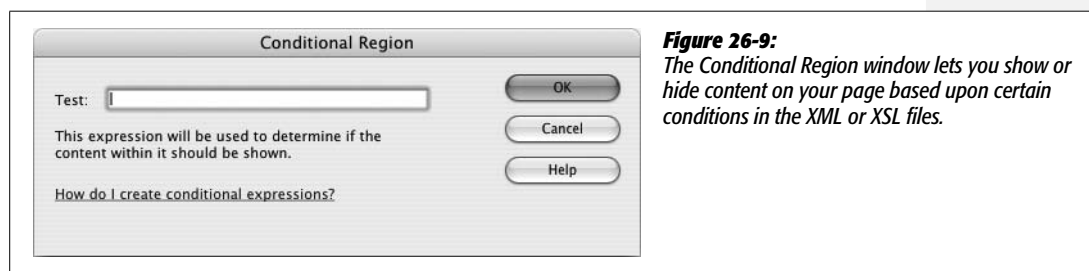 Conditional Region
Test:
This expression will be used to determine if the
content within it should be shown.
How do I create conditional expressions?
OK
Cancel
Help
Figure 26-9:
The Conditional Region window lets you show or
hide content on your page based upon certain
conditions in the XML or XSL files.